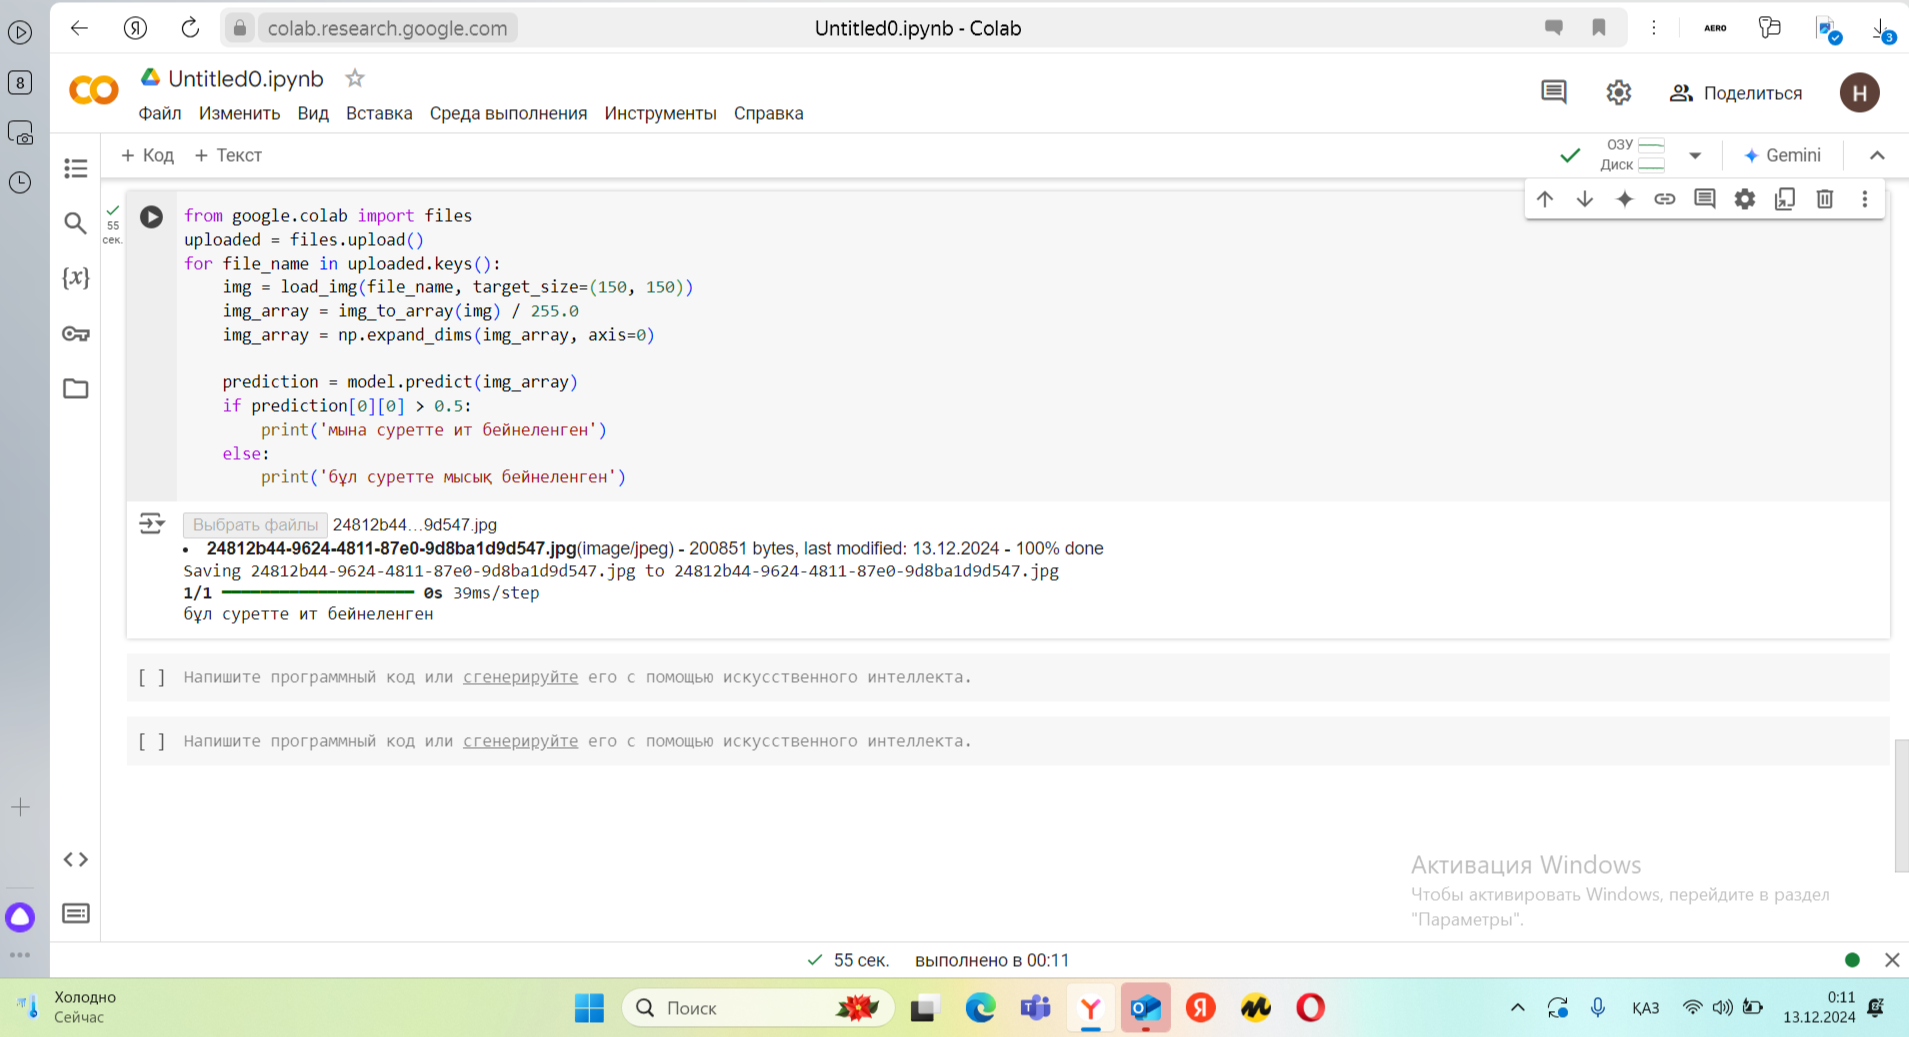 colab.research.google.com
Untitled0.ipynb - Colab
AERO
3
8
Untitled0.ipynb
Файл Изменить Вид Вставка Среда выполнения Инструменты Справка
Поделиться
Н
+ Код + Текст
ОЗУ
Диск
Gemini
55
сек.
from google.colab import files
uploaded = files.upload()
for file_name in uploaded.keys():
    img = load_img(file_name, target_size=(150, 150))
    img_array = img_to_array(img) / 255.0
    img_array = np.expand_dims(img_array, axis=0)
    prediction = model.predict(img_array)
    if prediction[0][0] > 0.5:
        print('мына суретте ит бейнеленген')
    else:
        print('бұл суретте мысық бейнеленген')
Выбрать файлы 24812b44...9d547.jpg
• 24812b44-9624-4811-87e0-9d8ba1d9d547.jpg(image/jpeg) - 200851 bytes, last modified: 13.12.2024 - 100% done
Saving 24812b44-9624-4811-87e0-9d8ba1d9d547.jpg to 24812b44-9624-4811-87e0-9d8ba1d9d547.jpg
1/1 ━━━━━━━━━━━━━━━━━━━━ 0s 39ms/step
бұл суретте ит бейнеленген
[ ] Напишите программный код или сгенерируйте его с помощью искусственного интеллекта.
[ ] Напишите программный код или сгенерируйте его с помощью искусственного интеллекта.
Активация Windows
Чтобы активировать Windows, перейдите в раздел
"Параметры".
55 сек. выполнено в 00:11
Холодно
Сейчас
Поиск
ҚАЗ
0:11
13.12.2024